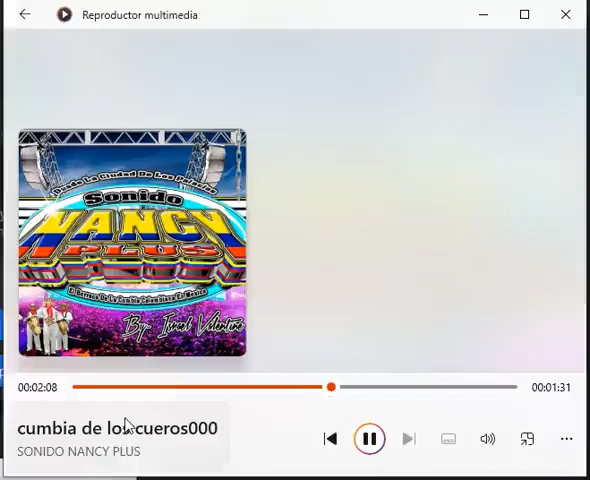 Reproductor multimedia
Desde La Ciudad De Los Palacios
Sonido
NANCY
PLUS
By: Israel Valentine
00:02:08
00:01:31
cumbia de los cueros000
SONIDO NANCY PLUS